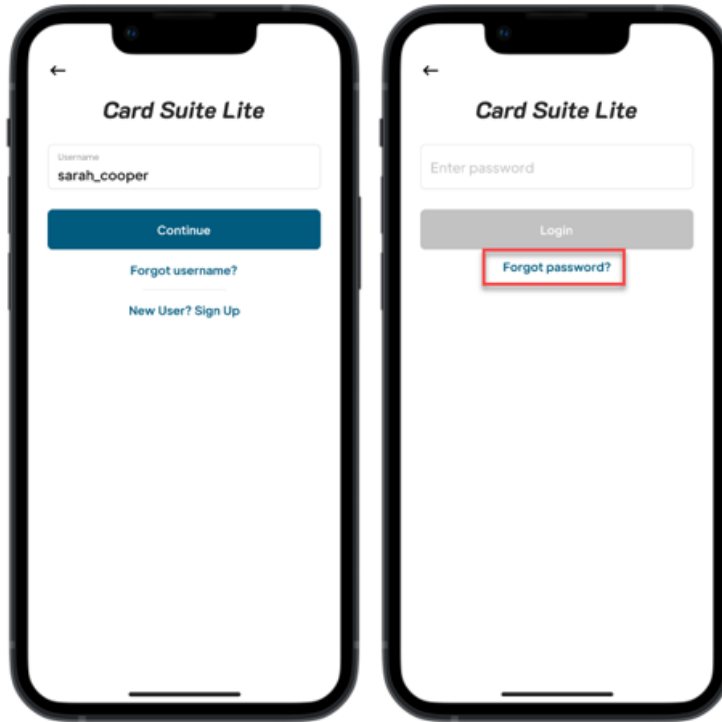 Card Suite Lite
Username
sarah_cooper
Continue
Forgot username?
New User? Sign Up
Card Suite Lite
Enter password
Login
Forgot password?